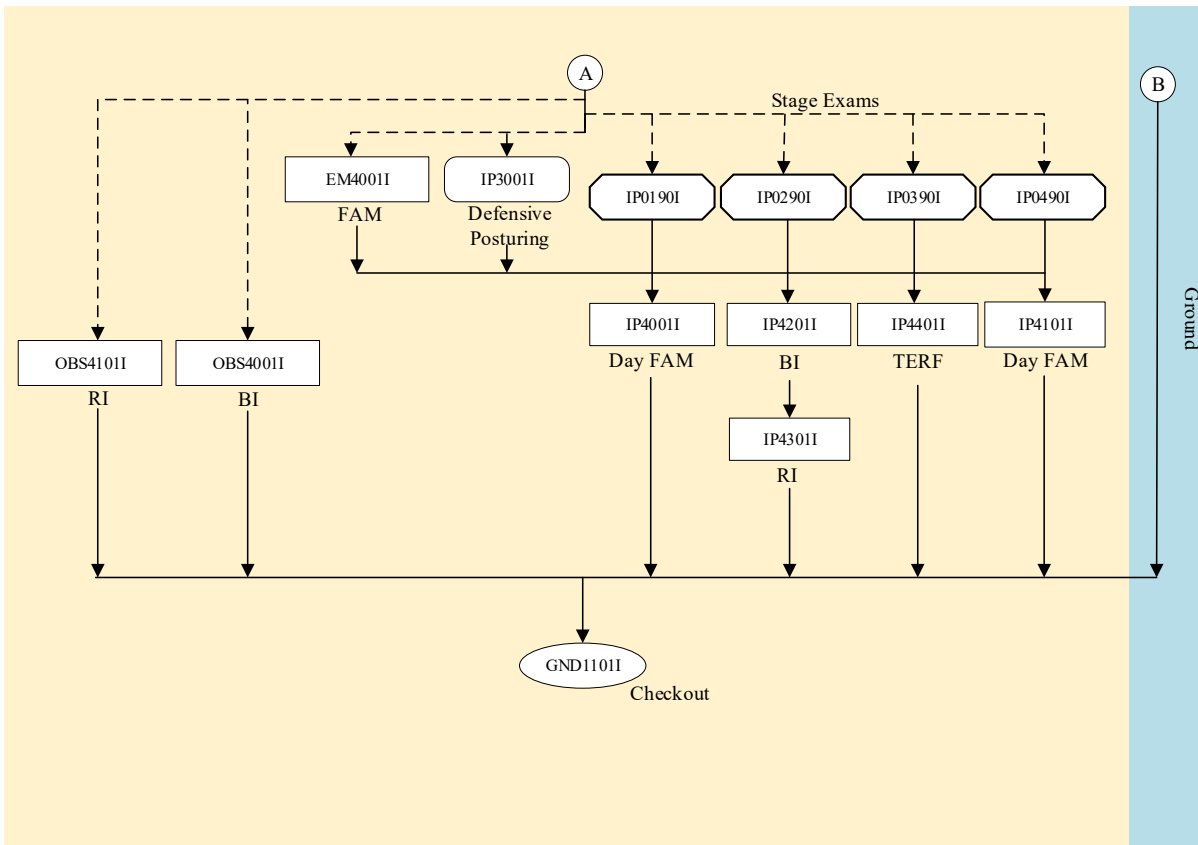 A
B
Stage Exams
EM4001I
IP3001I
IP0190I
IP0290I
IP0390I
IP0490I
FAM
Defensive
Posturing
Ground
IP4001I
IP4201I
IP4401I
IP4101I
Day FAM
BI
TERF
Day FAM
OBS4101I
OBS4001I
RI
BI
IP4301I
RI
GND1101I
Checkout